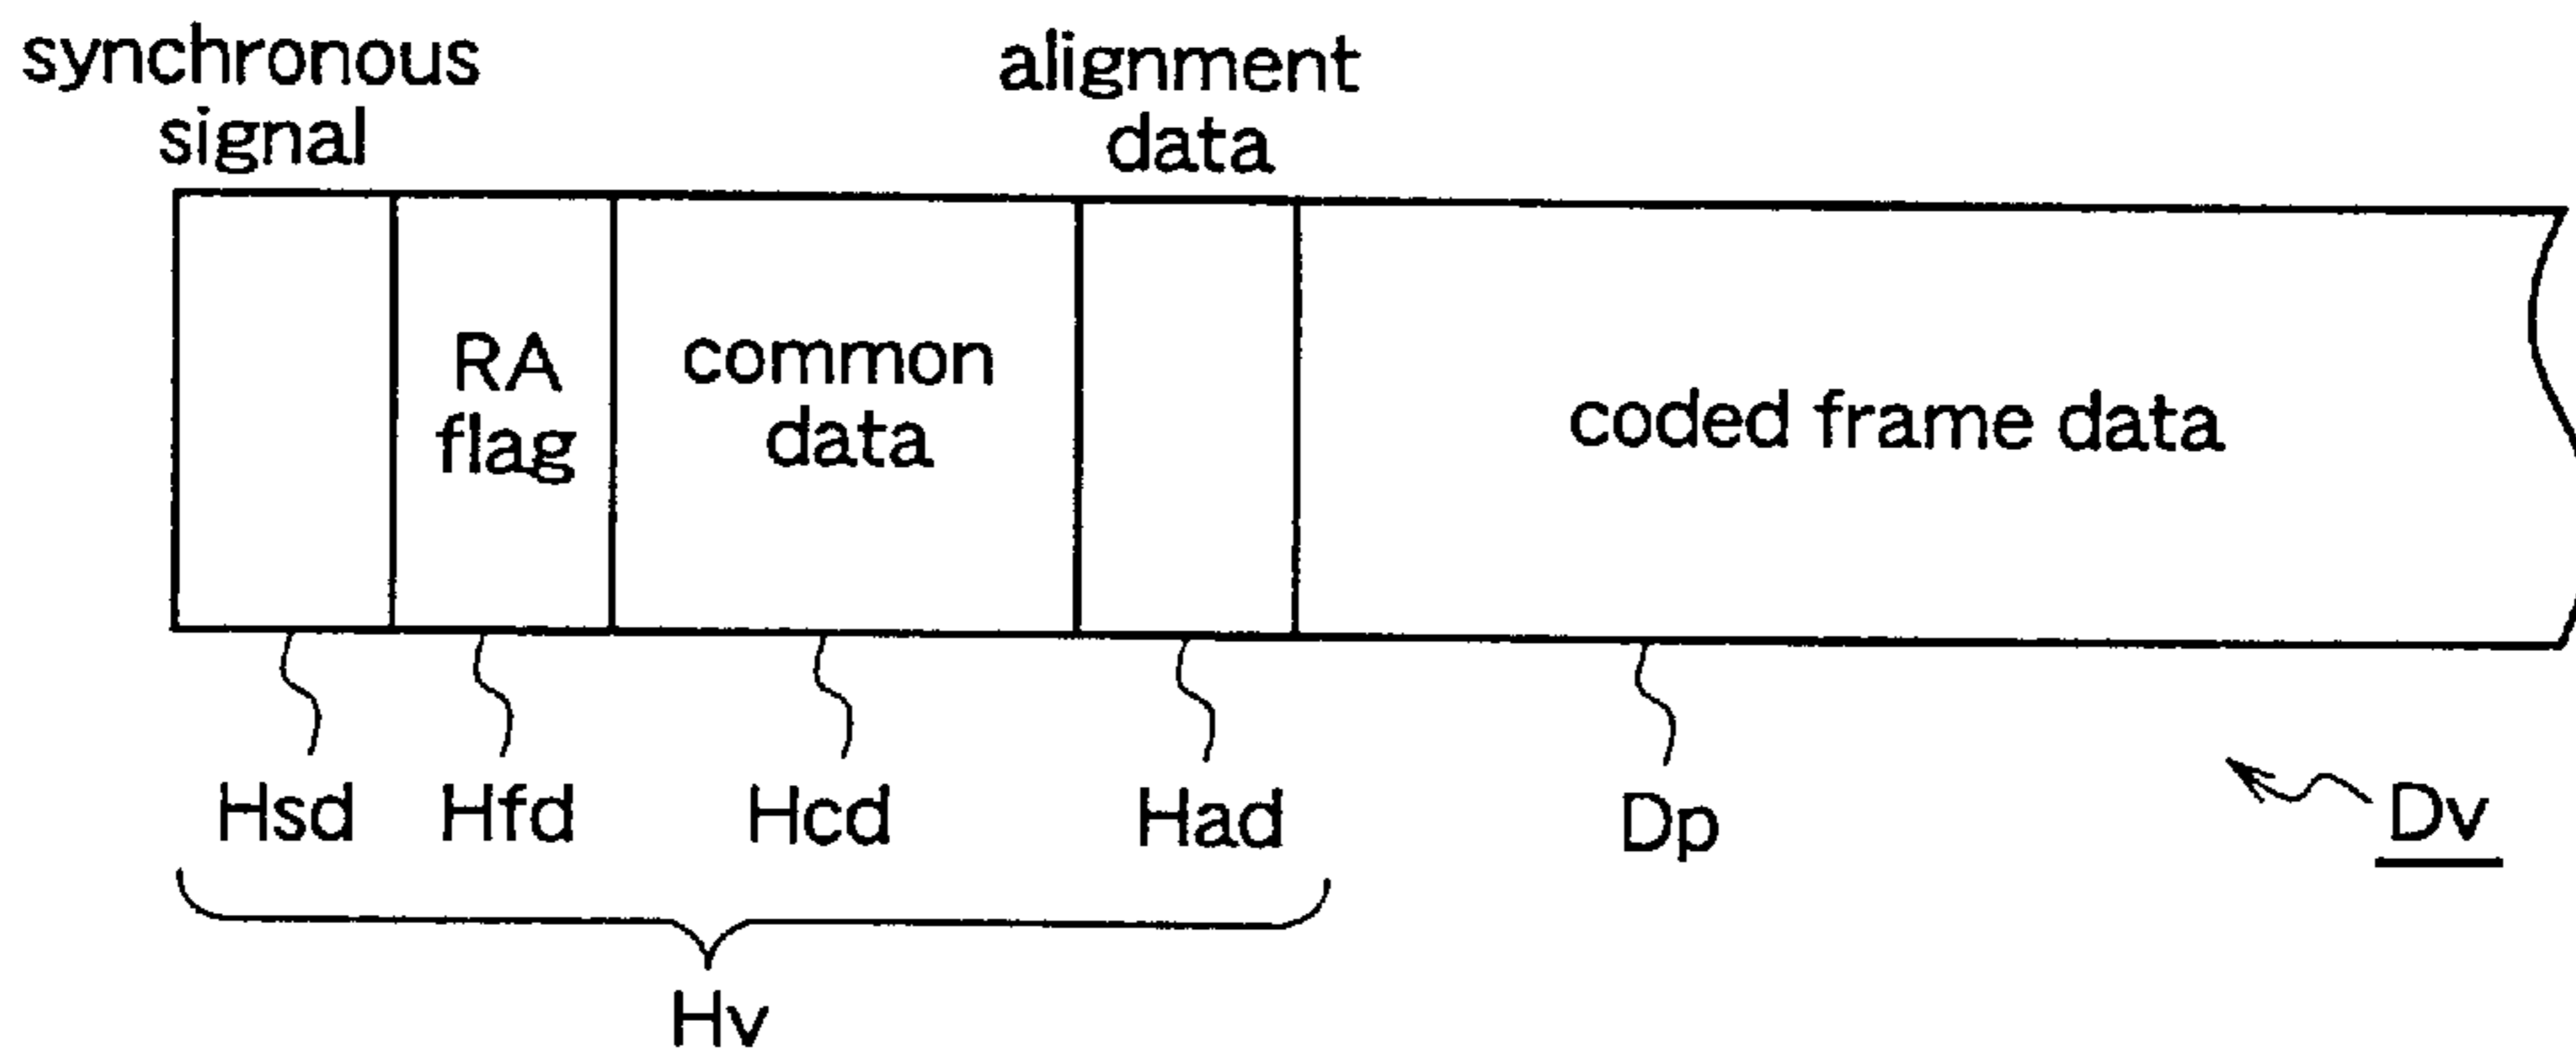 synchronous
signal
alignment
data
RA
flag
common
data
coded frame data
Hsd
Hfd
Hcd
Had
Dp
Dv
Hv